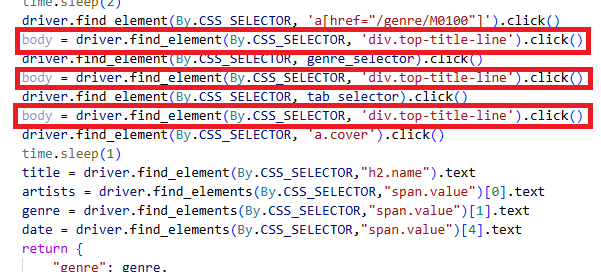 time.sleep(2)
driver.find_element(By.CSS_SELECTOR, 'a[href="/genre/M0100"]').click()
body = driver.find_element(By.CSS_SELECTOR, 'div.top-title-line').click()
driver.find_element(By.CSS_SELECTOR, genre_selector).click()
body = driver.find_element(By.CSS_SELECTOR, 'div.top-title-line').click()
driver.find_element(By.CSS_SELECTOR, tab_selector).click()
body = driver.find_element(By.CSS_SELECTOR, 'div.top-title-line').click()
driver.find_element(By.CSS_SELECTOR, 'a.cover').click()
time.sleep(1)
title = driver.find_element(By.CSS_SELECTOR,"h2.name").text
artists = driver.find_elements(By.CSS_SELECTOR,"span.value")[0].text
genre = driver.find_elements(By.CSS_SELECTOR,"span.value")[1].text
date = driver.find_elements(By.CSS_SELECTOR,"span.value")[4].text
return {
"genre": genre,